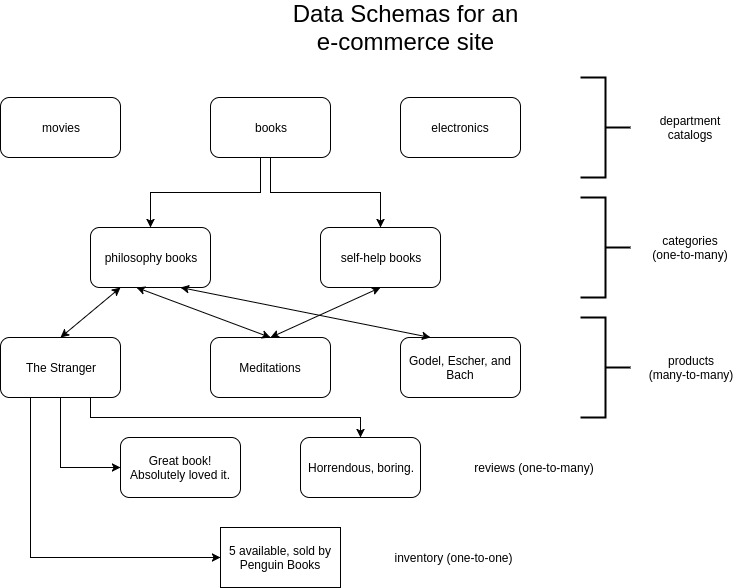 Data Schemas for an
e-commerce site
movies
books
electronics
department
catalogs
philosophy books
self-help books
categories
(one-to-many)
The Stranger
Meditations
Godel, Escher, and
Bach
products
(many-to-many)
Great book!
Absolutely loved it.
Horrendous, boring.
reviews (one-to-many)
5 available, sold by
Penguin Books
inventory (one-to-one)